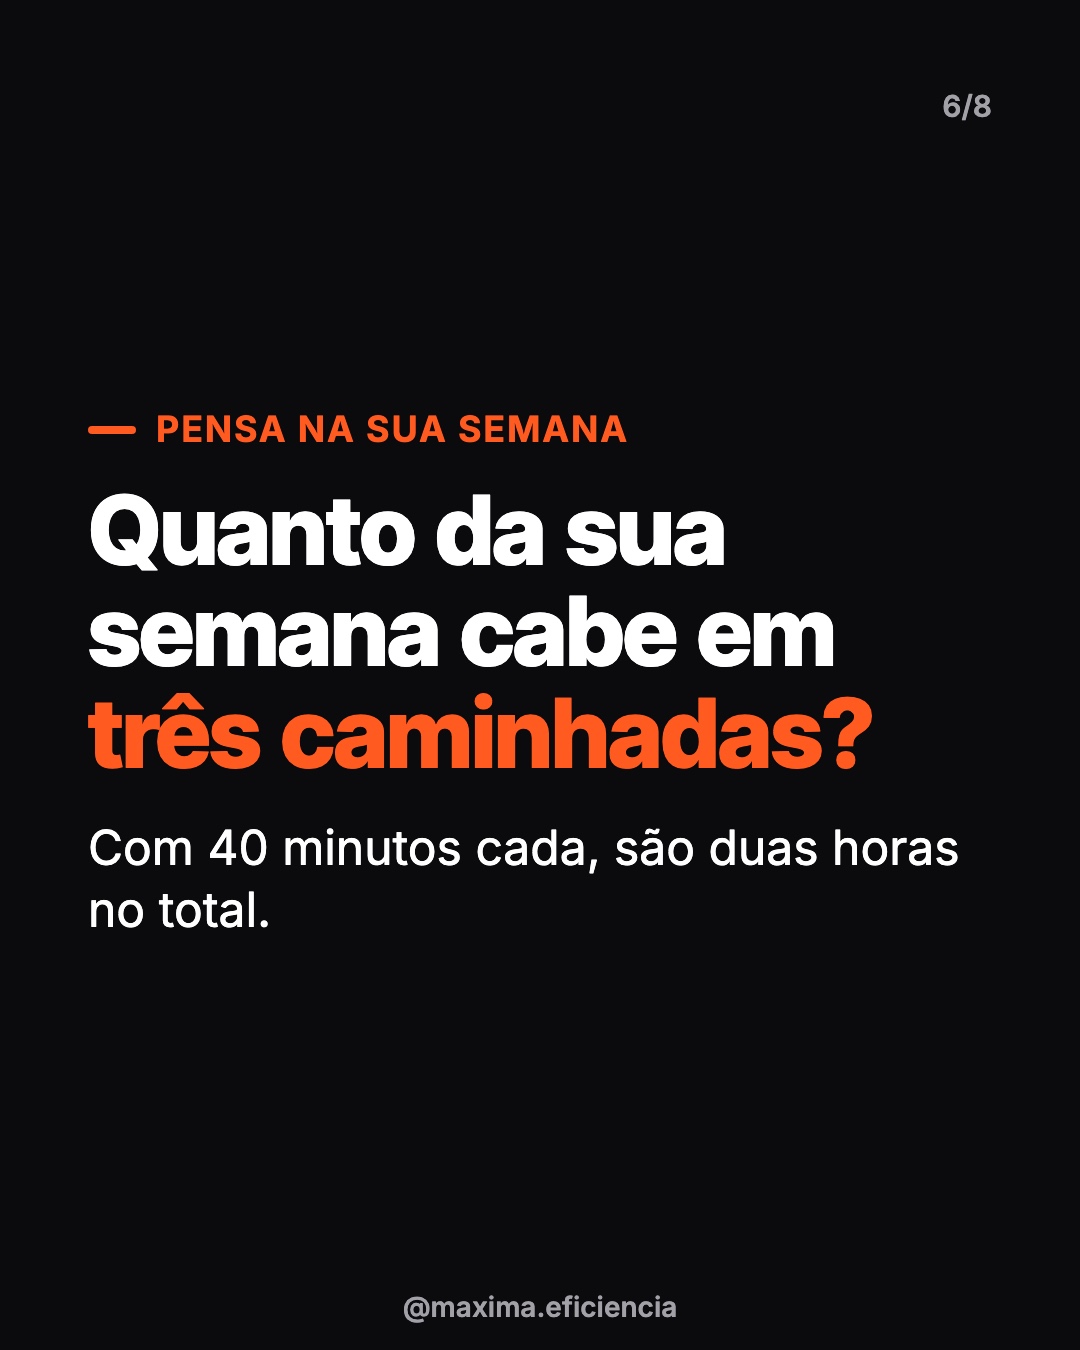 6/8
PENSA NA SUA SEMANA
Quanto da sua
semana cabe em
três caminhadas?
Com 40 minutos cada, são duas horas
no total.
@maxima.eficiencia